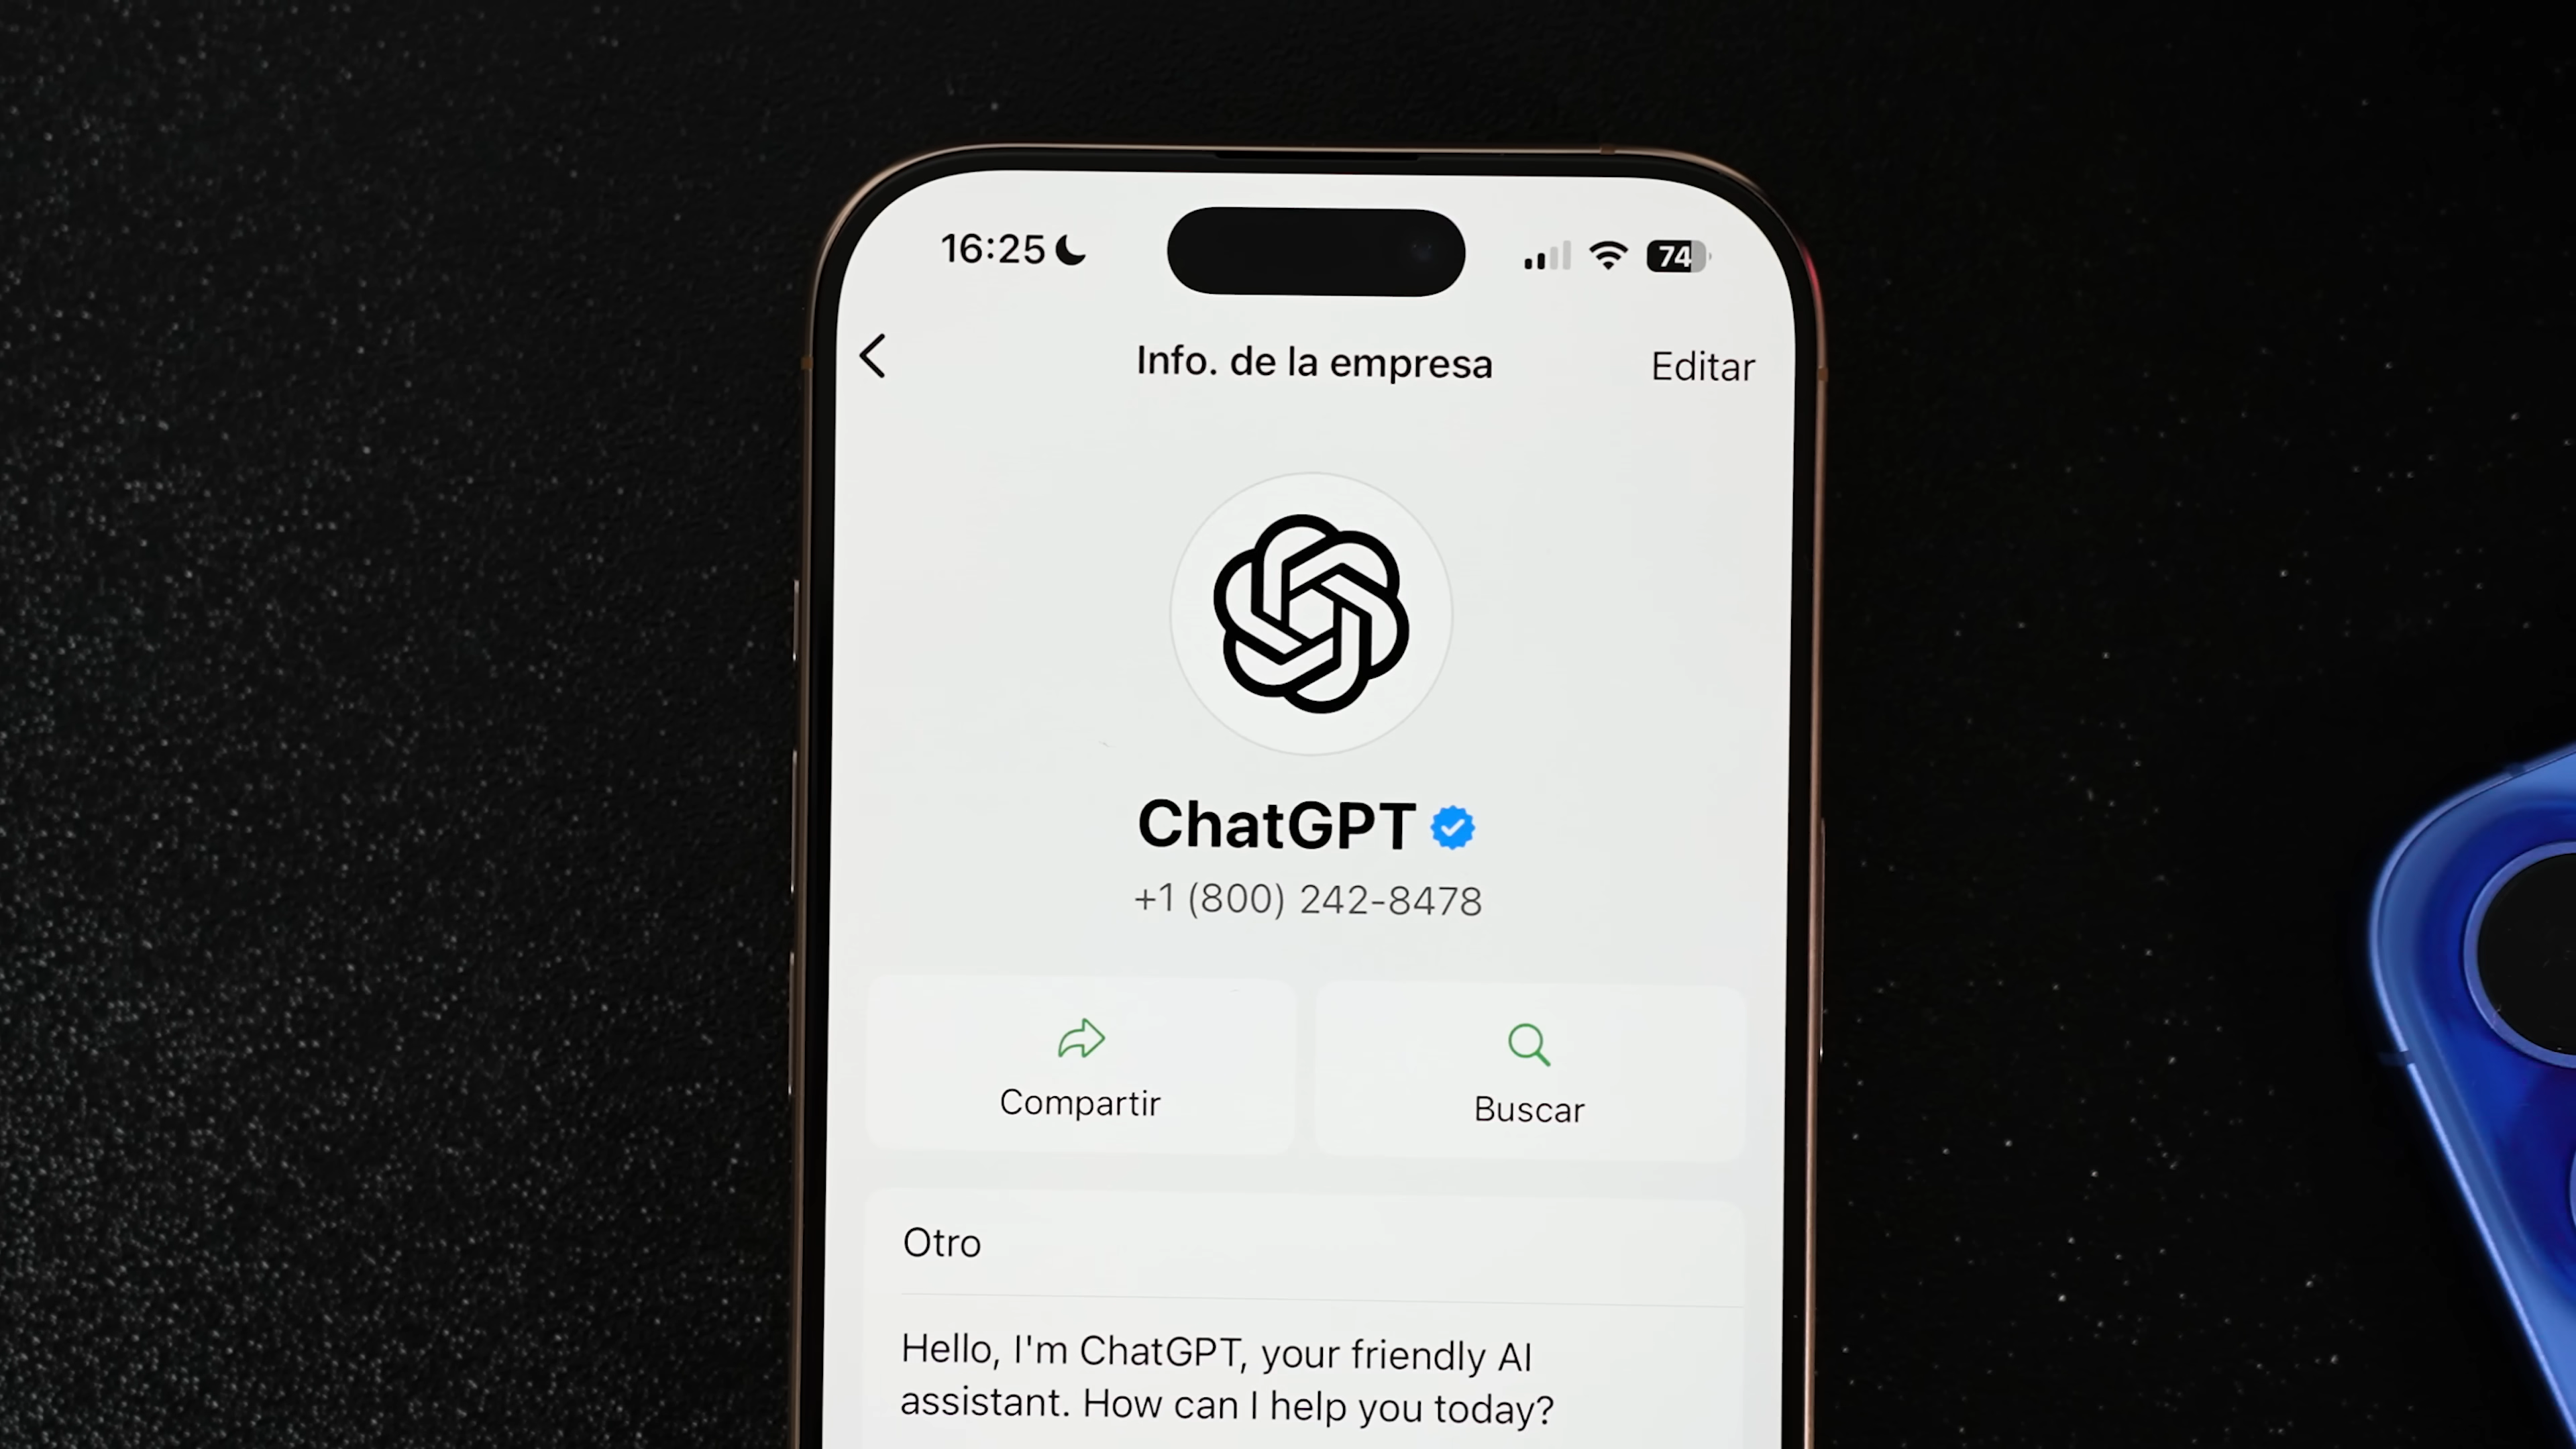 16:25
74
Info. de la empresa
Editar
ChatGPT
+1 (800) 242-8478
Compartir
Buscar
Otro
Hello, I'm ChatGPT, your friendly AI
assistant. How can I help you today?